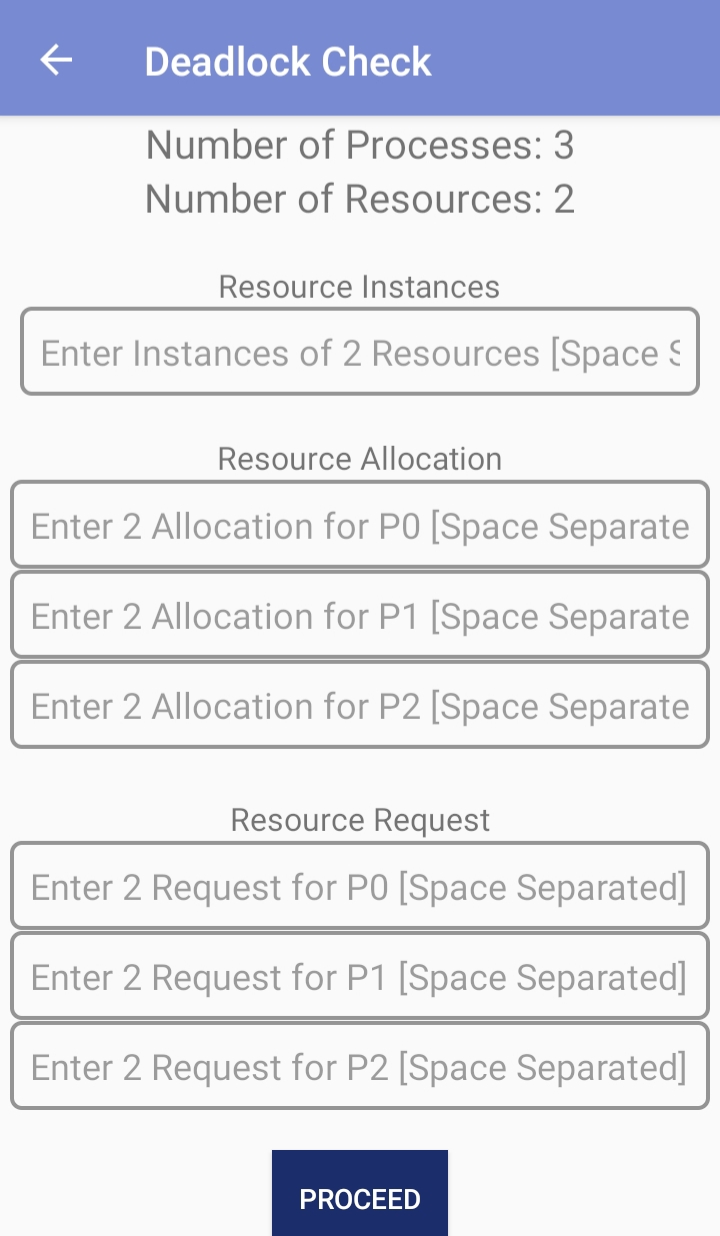 Deadlock Check
Number of Processes: 3
Number of Resources: 2
Resource Instances
Enter Instances of 2 Resources [Space
Resource Allocation
Enter 2 Allocation for P0 [Space Separate
Enter 2 Allocation for P1 [Space Separate
Enter 2 Allocation for P2 [Space Separate
Resource Request
Enter 2 Request for P0 [Space Separated]
Enter 2 Request for P1 [Space Separated]
Enter 2 Request for P2 [Space Separated]
PROCEED